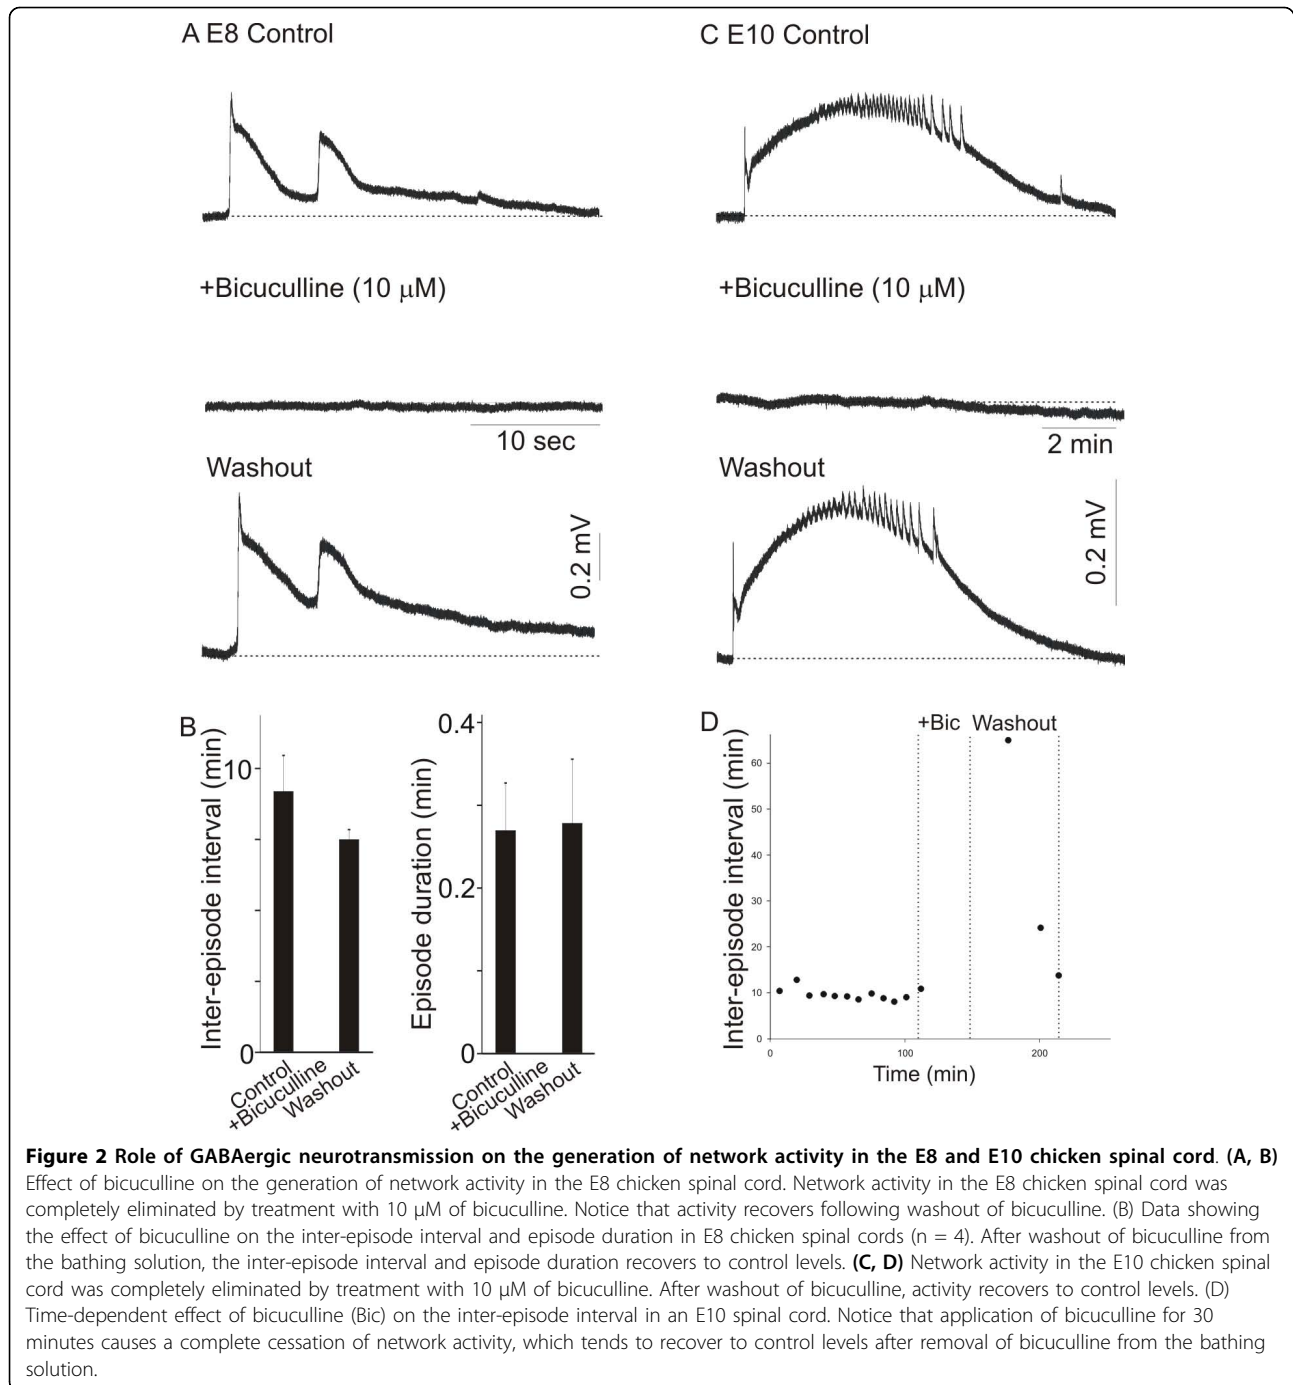 A E8 Control
C E10 Control
+Bicuculline (10 µM)
+Bicuculline (10 µM)
10 sec
2 min
Washout
Washout
0.2 mV
0.2 mV
B
Inter-episode interval (min)
10
0
Control
+Bicuculline
Washout
Episode duration (min)
0.4
0.2
0
Control
+Bicuculline
Washout
D
+Bic
Washout
Inter-episode interval (min)
60
50
40
30
20
10
0
0
100
200
Time (min)
Figure 2 Role of GABAergic neurotransmission on the generation of network activity in the E8 and E10 chicken spinal cord. (A, B)
Effect of bicuculline on the generation of network activity in the E8 chicken spinal cord. Network activity in the E8 chicken spinal cord was
completely eliminated by treatment with 10 µM of bicuculline. Notice that activity recovers following washout of bicuculline. (B) Data showing
the effect of bicuculline on the inter-episode interval and episode duration in E8 chicken spinal cords (n = 4). After washout of bicuculline from
the bathing solution, the inter-episode interval and episode duration recovers to control levels. (C, D) Network activity in the E10 chicken spinal
cord was completely eliminated by treatment with 10 µM of bicuculline. After washout of bicuculline, activity recovers to control levels. (D)
Time-dependent effect of bicuculline (Bic) on the inter-episode interval in an E10 spinal cord. Notice that application of bicuculline for 30
minutes causes a complete cessation of network activity, which tends to recover to control levels after removal of bicuculline from the bathing
solution.